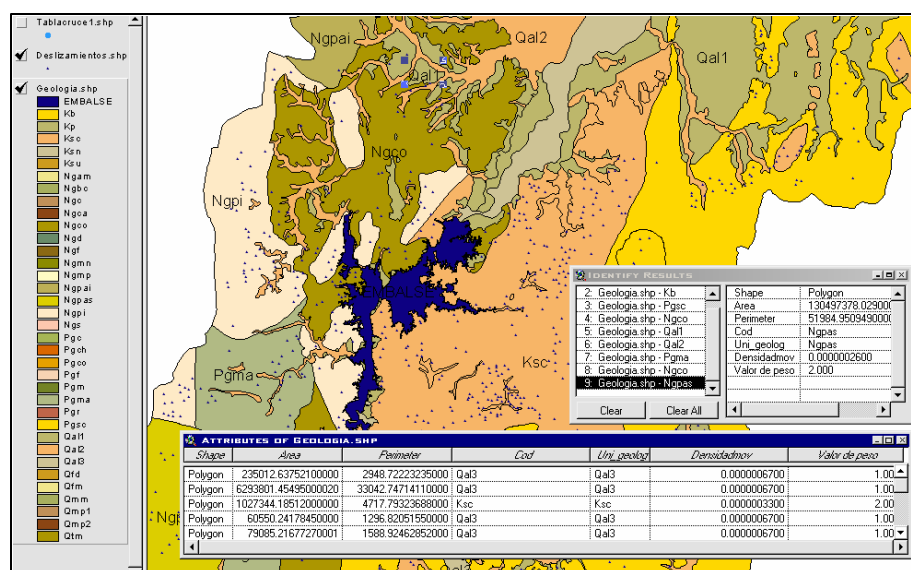 Tablacruce1.shp
Deslizamientos.shp
Geologia.shp
EMBALSE
Kb
Kp
Ksc
Ksn
Ksu
Ngam
Ngbc
Ngc
Ngca
Ngco
Ngd
Ngf
Ngmn
Ngmp
Ngpai
Ngpas
Ngpi
Ngs
Pgc
Pgch
Pgco
Pgf
Pgm
Pgma
Pgr
Pgsc
Qal1
Qal2
Qal3
Qfd
Qfm
Qmm
Qmp1
Qmp2
Qtm
Ngpai
Qal2
Qal1
Qal1
Ngco
Ngpi
EMBALSE
Ksc
Pgma
IDENTIFY RESULTS
2: Geologia.shp - Kb
3: Geologia.shp - Pgsc
4: Geologia.shp - Ngco
5: Geologia.shp - Qal1
6: Geologia.shp - Qal2
7: Geologia.shp - Pgma
8: Geologia.shp - Ngco
9: Geologia.shp - Ngpas
Clear Clear All
Shape Polygon
Area 130497378.029000
Perimeter 51984.950949000
Cod Ngpas
Uni_geolog Ngpas
Densidadmov 0.0000002600
Valor de peso 2.000
ATTRIBUTES OF GEOLOGIA.SHP
Shape Area Perimeter Cod Uni_geolog Densidadmov Valor de peso
Polygon 235012.63752100000 2948.72223235000 Qal3 Qal3 0.0000006700 1.00
Polygon 6293801.45495000020 33042.74714110000 Qal3 Qal3 0.0000006700 1.00
Polygon 1027344.18512000000 4717.79323688000 Ksc Ksc 0.0000003300 2.00
Polygon 60550.24178450000 1296.82051550000 Qal3 Qal3 0.0000006700 1.00
Polygon 79085.21677270001 1588.92462852000 Qal3 Qal3 0.0000006700 1.00